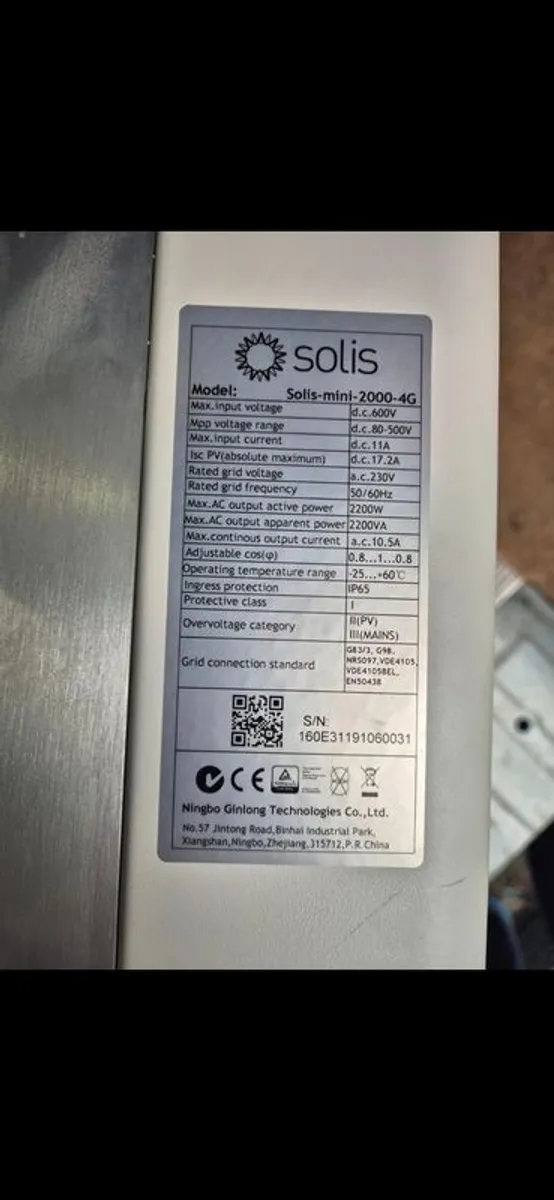 solis
Model: Solis-mini-2000-4G
Max.input voltage d.c.600V
Mpp voltage range d.c.80-500V
Max.input current d.c.11A
Isc PV(absolute maximum) d.c.17.2A
Rated grid voltage a.c.230V
Rated grid frequency 50/60Hz
Max.AC output active power 2200W
Max.AC output apparent power 2200VA
Max.continous output current a.c.10.5A
Adjustable cos(φ) 0.8...1...0.8
Operating temperature range -25...+60℃
Ingress protection IP65
Protective class I
Overvoltage category II(PV)
III(MAINS)
Grid connection standard G83/3, G98,
NRS097,VDE4105,
VDE4105BEL,
EN50438
S/N:
160E31191060031
CE
Ningbo Ginlong Technologies Co.,Ltd.
No.57 Jintong Road,Binhai Industrial Park,
Xiangshan,Ningbo,Zhejiang,315712,P.R.China